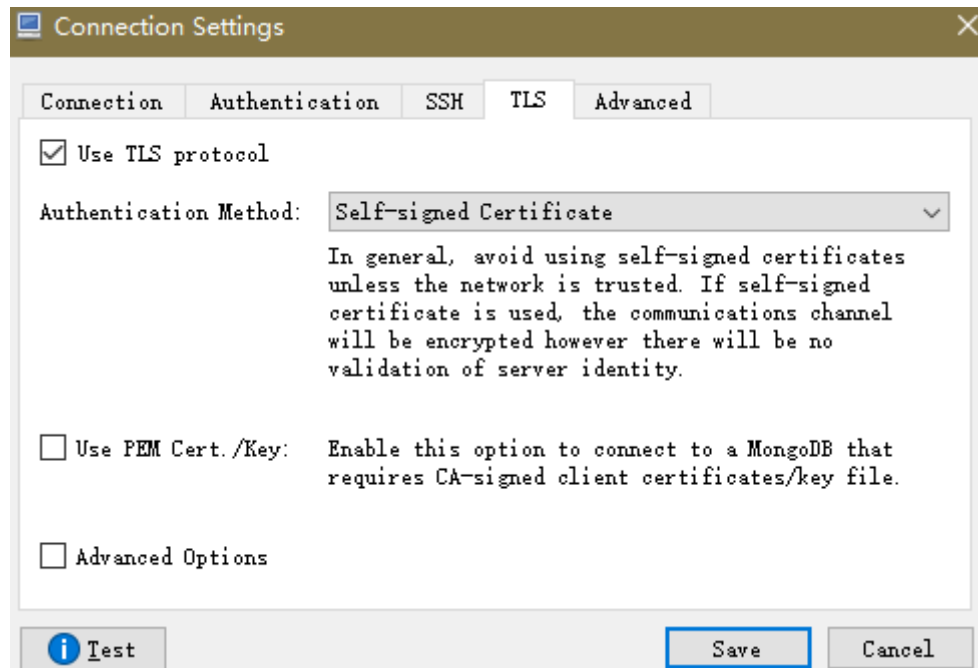 Connection Settings
Connection Authentication SSH TLS Advanced
Use TLS protocol
Authentication Method: Self-signed Certificate
In general, avoid using self-signed certificates
unless the network is trusted. If self-signed
certificate is used, the communications channel
will be encrypted however there will be no
validation of server identity.
Use PEM Cert./Key: Enable this option to connect to a MongoDB that
requires CA-signed client certificates/key file.
Advanced Options
Test Save Cancel